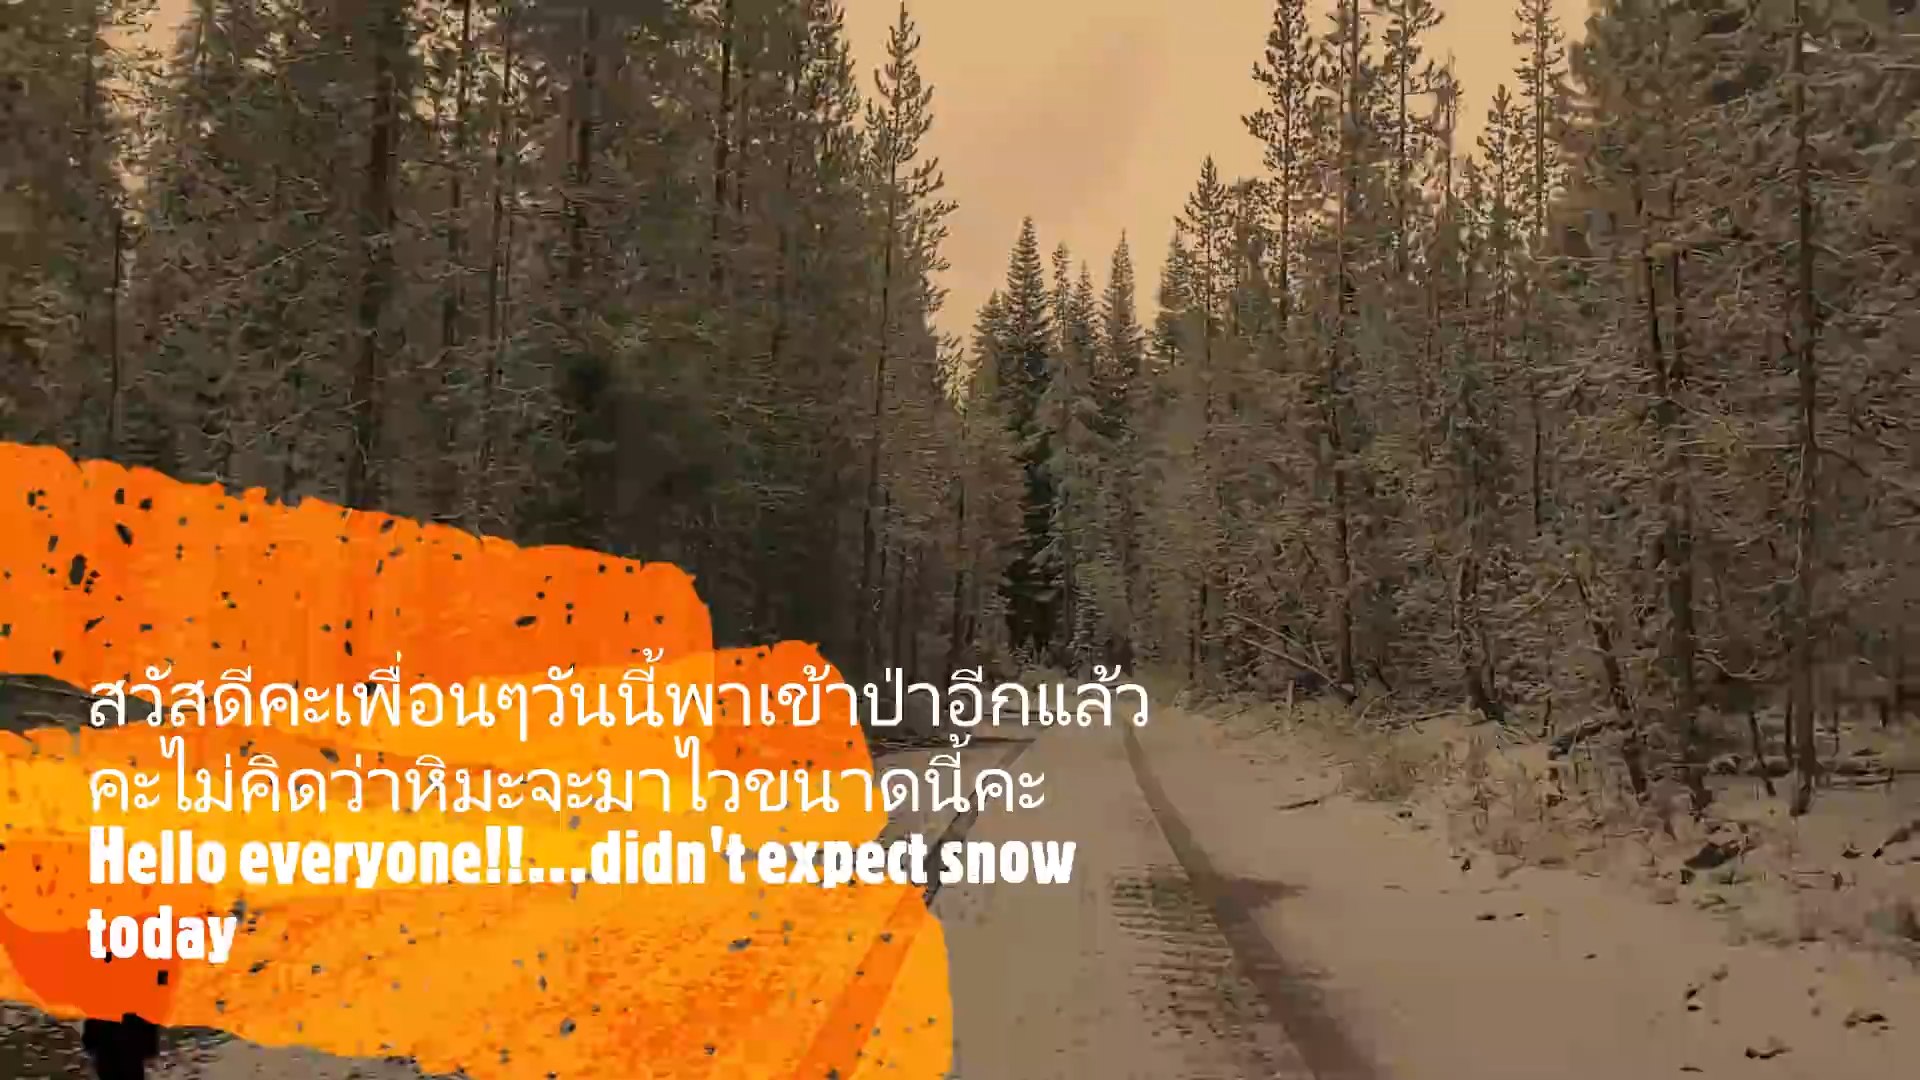 สวัสดีคะเพื่อนๆวันนี้พาเข้าป่าอีกแล้ว
คะไม่คิดว่าหิมะจะมาไวขนาดนี้คะ
Hello everyone!!...didn't expect snow
today